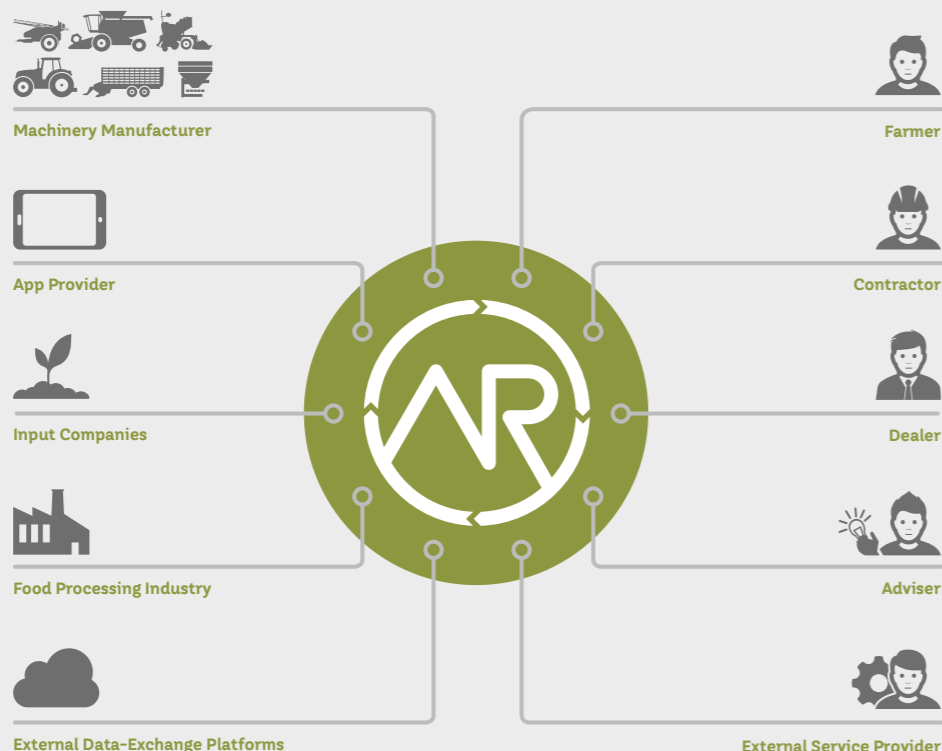 Machinery Manufacturer
Farmer
App Provider
Contractor
Input Companies
Dealer
Food Processing Industry
Adviser
External Data-Exchange Platforms
External Service Provider
AR